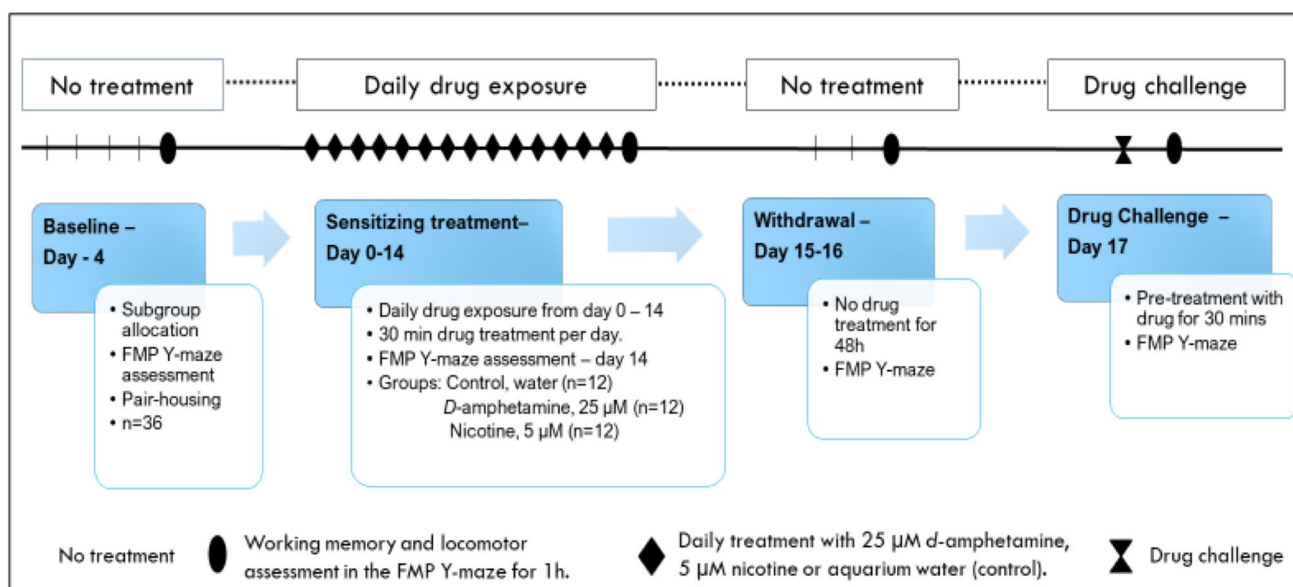 No treatment
Daily drug exposure
No treatment
Drug challenge
Baseline –
Day - 4
• Subgroup
allocation
• FMP Y-maze
assessment
• Pair-housing
• n=36
Sensitizing treatment–
Day 0-14
• Daily drug exposure from day 0 – 14
• 30 min drug treatment per day.
• FMP Y-maze assessment – day 14
• Groups: Control, water (n=12)
D-amphetamine, 25 µM (n=12)
Nicotine, 5 µM (n=12)
Withdrawal –
Day 15-16
• No drug
treatment for
48h
• FMP Y-maze
Drug Challenge –
Day 17
• Pre-treatment with
drug for 30 mins
• FMP Y-maze
No treatment
Working memory and locomotor
assessment in the FMP Y-maze for 1h.
Daily treatment with 25 µM d-amphetamine,
5 µM nicotine or aquarium water (control).
Drug challenge